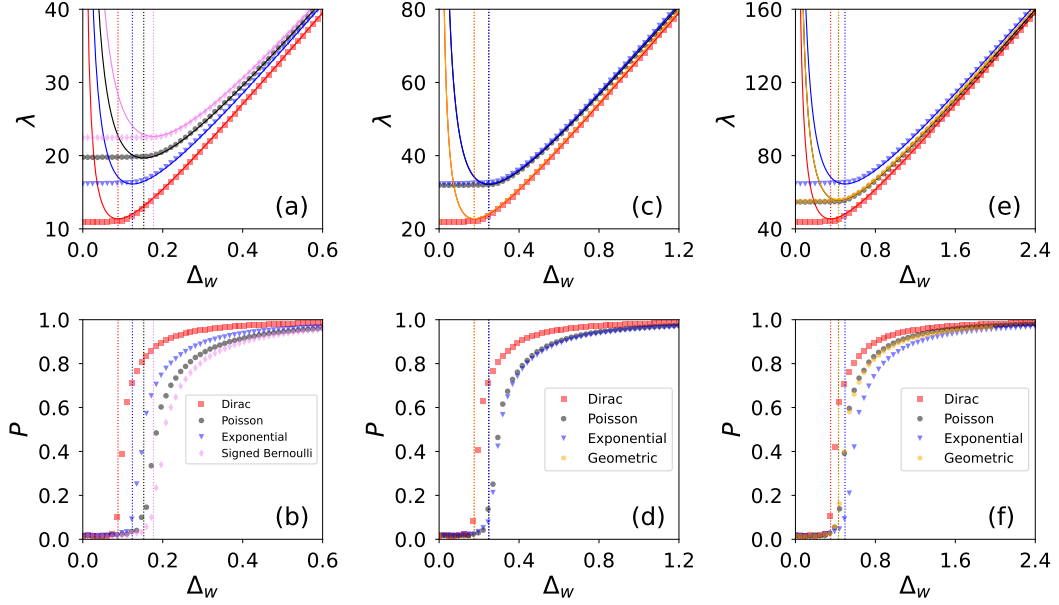 40
30
20
10
λ
0.0 0.2 0.4 0.6
Δw
(a)
80
60
40
20
λ
0.0 0.4 0.8 1.2
Δw
(c)
160
120
80
40
λ
0.0 0.8 1.6 2.4
Δw
(e)
1.0
0.8
0.6
0.4
0.2
0.0
P
Dirac
Poisson
Exponential
Signed Bernoulli
(b)
0.0 0.2 0.4 0.6
Δw
1.0
0.8
0.6
0.4
0.2
0.0
P
Dirac
Poisson
Exponential
Geometric
(d)
0.0 0.4 0.8 1.2
Δw
1.0
0.8
0.6
0.4
0.2
0.0
P
Dirac
Poisson
Exponential
Geometric
(f)
0.0 0.8 1.6 2.4
Δw